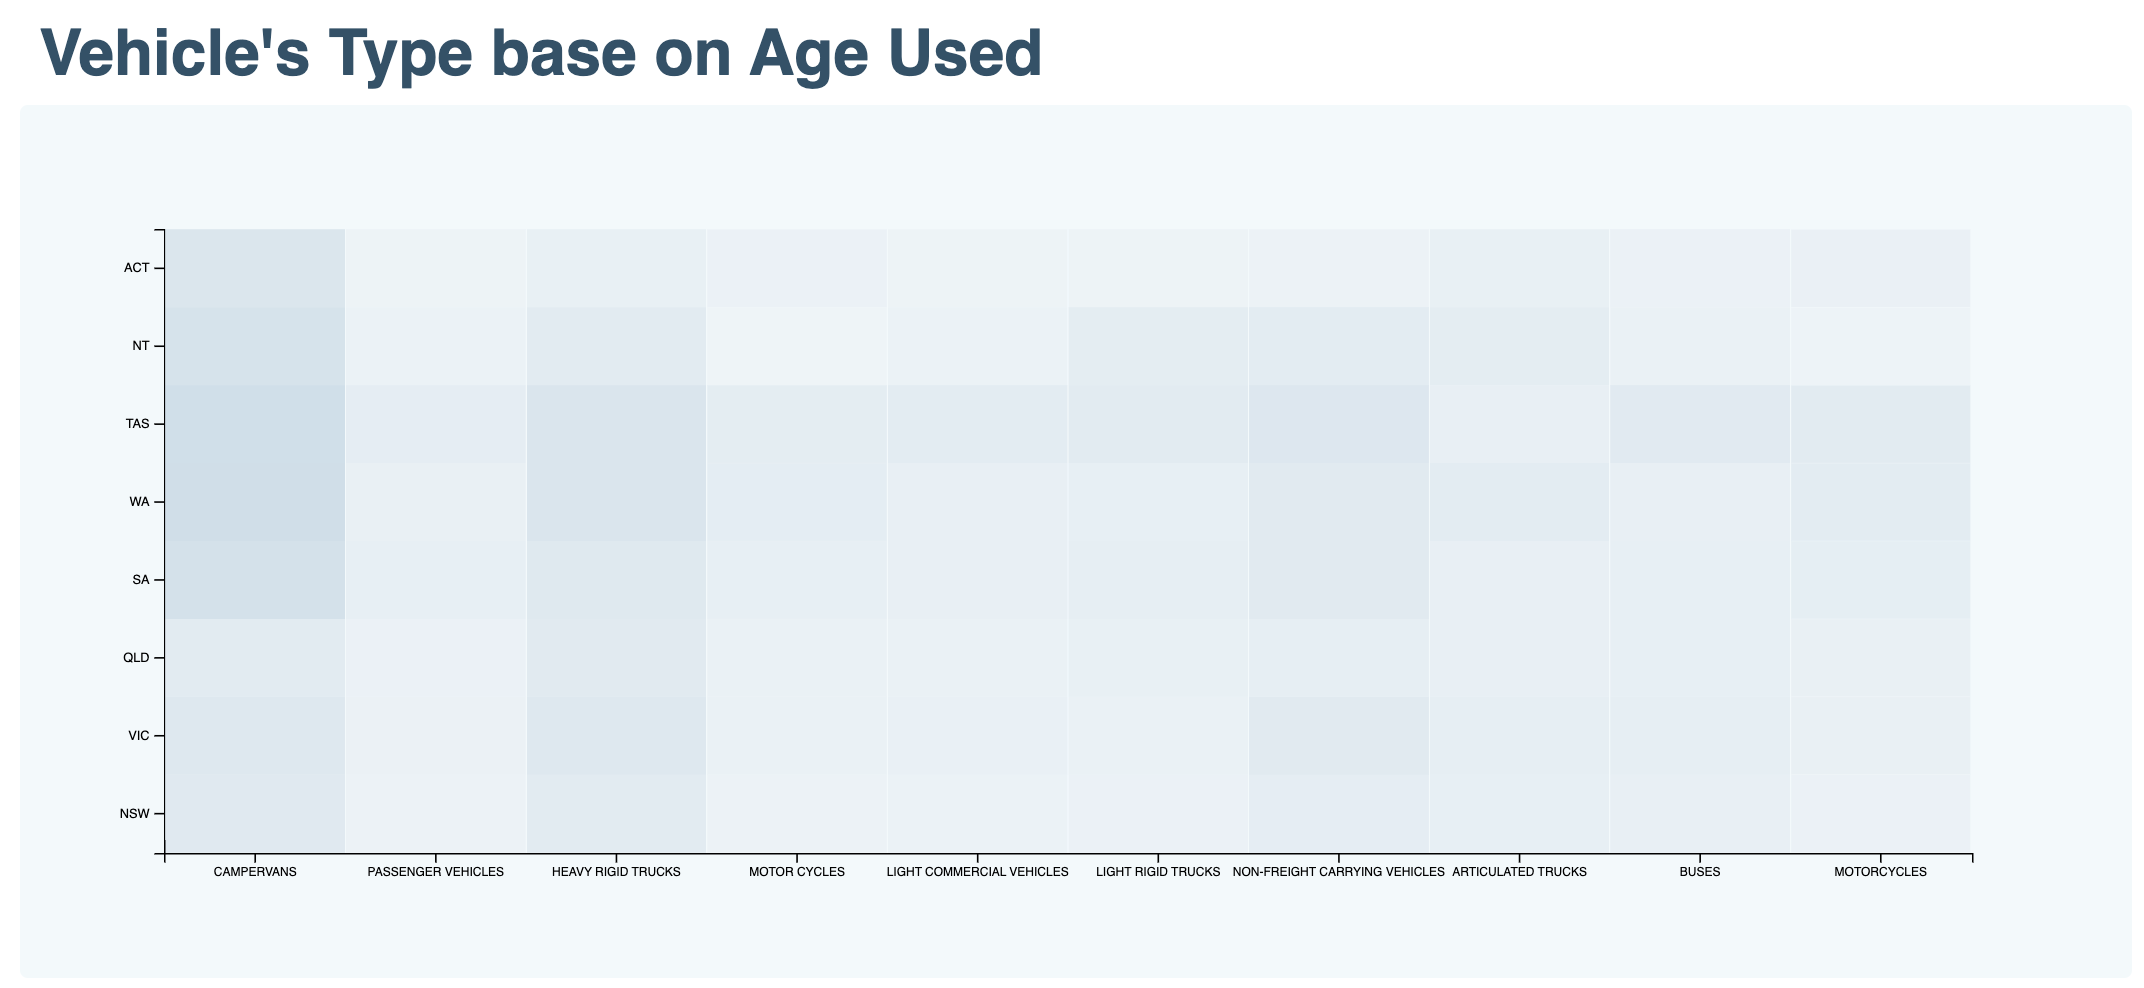 Vehicle's Type base on Age Used
ACT
NT
TAS
WA
SA
QLD
VIC
NSW
CAMPERVANS PASSENGER VEHICLES HEAVY RIGID TRUCKS MOTOR CYCLES LIGHT COMMERCIAL VEHICLES LIGHT RIGID TRUCKS NON-FREIGHT CARRYING VEHICLES ARTICULATED TRUCKS BUSES MOTORCYCLES